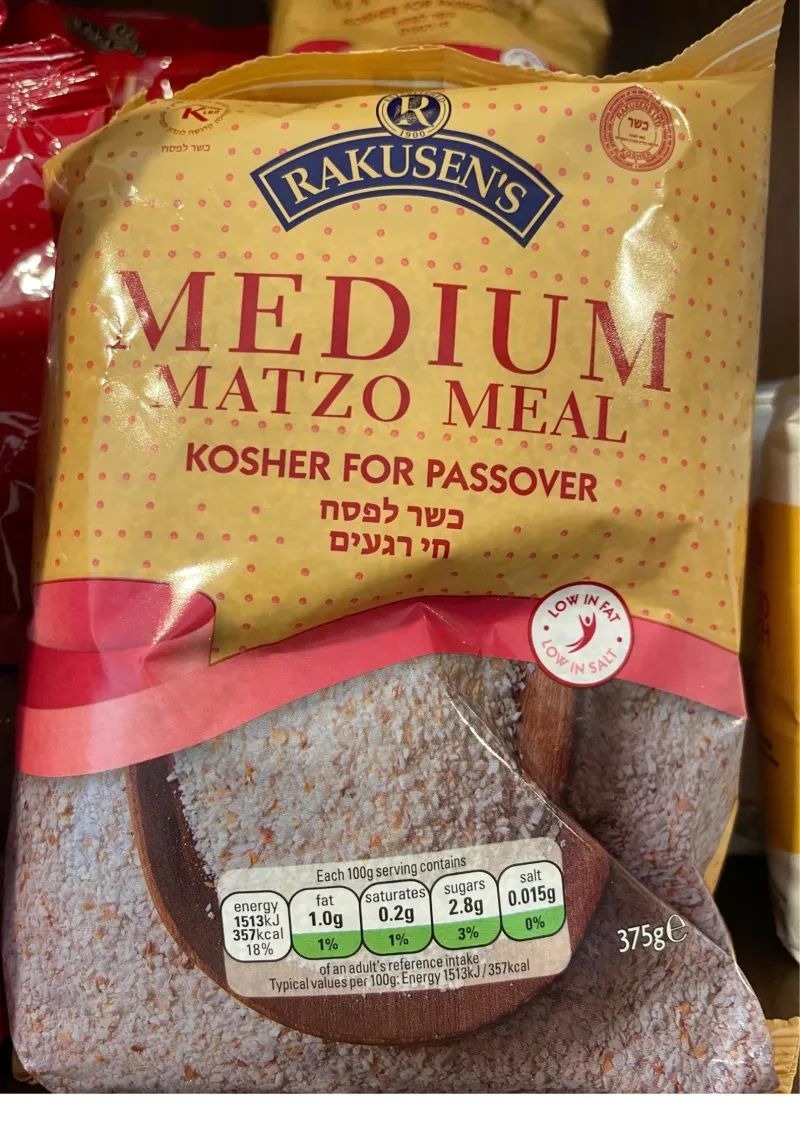 R
1900
RAKUSEN'S
כשר לפסח
כשר
KOSHER
MEDIUM
MATZO MEAL
KOSHER FOR PASSOVER
כשר לפסח
חי רגעים
LOW IN FAT
LOW IN SALT
Each 100g serving contains
energy
1513kJ
357kcal
18%
fat
1.0g
1%
saturates
0.2g
1%
sugars
2.8g
3%
salt
0.015g
0%
of an adult's reference intake
Typical values per 100g: Energy 1513kJ/357kcal
375g℮